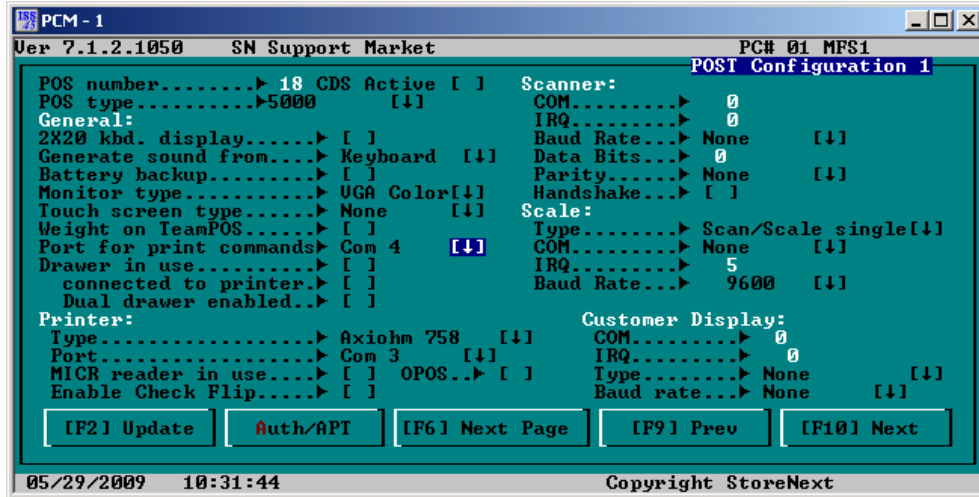 ISS 45 PCM - 1
Ver 7.1.2.1050 SN Support Market PC# 01 MFS1
POST Configuration 1
POS number........▶ 18 CDS Active [ ]
POS type..........▶5000 [↓]
General:
2X20 kbd. display......▶ [ ]
Generate sound from....▶ Keyboard [↓]
Battery backup.........▶ [ ]
Monitor type...........▶ VGA Color[↓]
Touch screen type......▶ None [↓]
Weight on TeamPOS......▶ [ ]
Port for print commands▶ Com 4 [↓]
Drawer in use..........▶ [ ]
connected to printer.▶ [ ]
Dual drawer enabled..▶ [ ]
Scanner:
COM.........▶ 0
IRQ.........▶ 0
Baud Rate...▶ None [↓]
Data Bits...▶ 0
Parity......▶ None [↓]
Handshake...▶ [ ]
Scale:
Type........▶ Scan/Scale single[↓]
COM.........▶ None [↓]
IRQ.........▶ 5
Baud Rate...▶ 9600 [↓]
Printer:
Type...................▶ Axiohm 758 [↓]
Port...................▶ Com 3 [↓]
MICR reader in use....▶ [ ] OPOS..▶ [ ]
Enable Check Flip.....▶ [ ]
Customer Display:
COM.........▶ 0
IRQ.........▶ 0
Type........▶ None [↓]
Baud rate...▶ None [↓]
[F2] Update Auth/APT [F6] Next Page [F9] Prev [F10] Next
05/29/2009 10:31:44 Copyright StoreNext